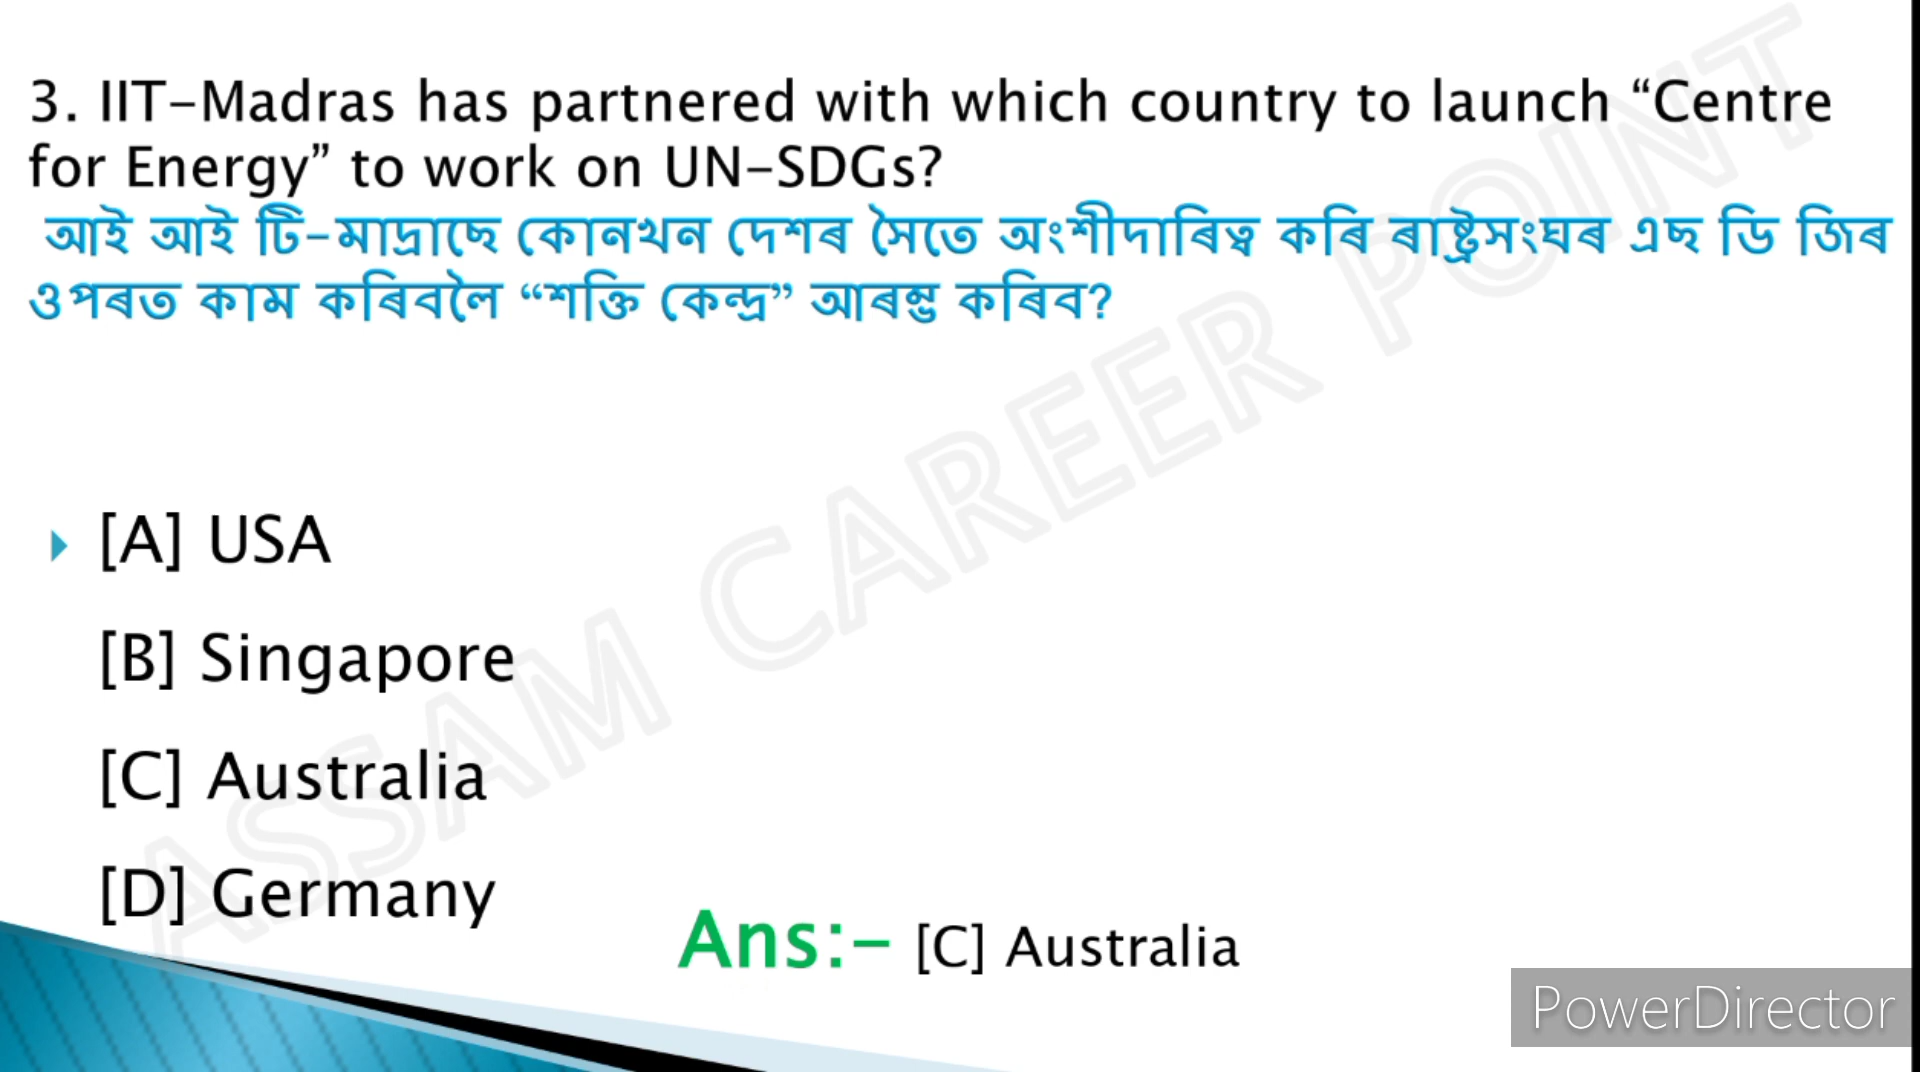 3. IIT-Madras has partnered with which country to launch “Centre
for Energy” to work on UN-SDGs?
আই আই টি-মাদ্ৰাছে কোনখন দেশৰ সৈতে অংশীদাৰিত্ব কৰি ৰাষ্ট্ৰসংঘৰ এছ ডি জিৰ
ওপৰত কাম কৰিবলৈ “শক্তি কেন্দ্ৰ” আৰম্ভ কৰিব?
[A] USA
[B] Singapore
[C] Australia
[D] Germany
Ans:- [C] Australia
ASSAM CAREER POINT
PowerDirector